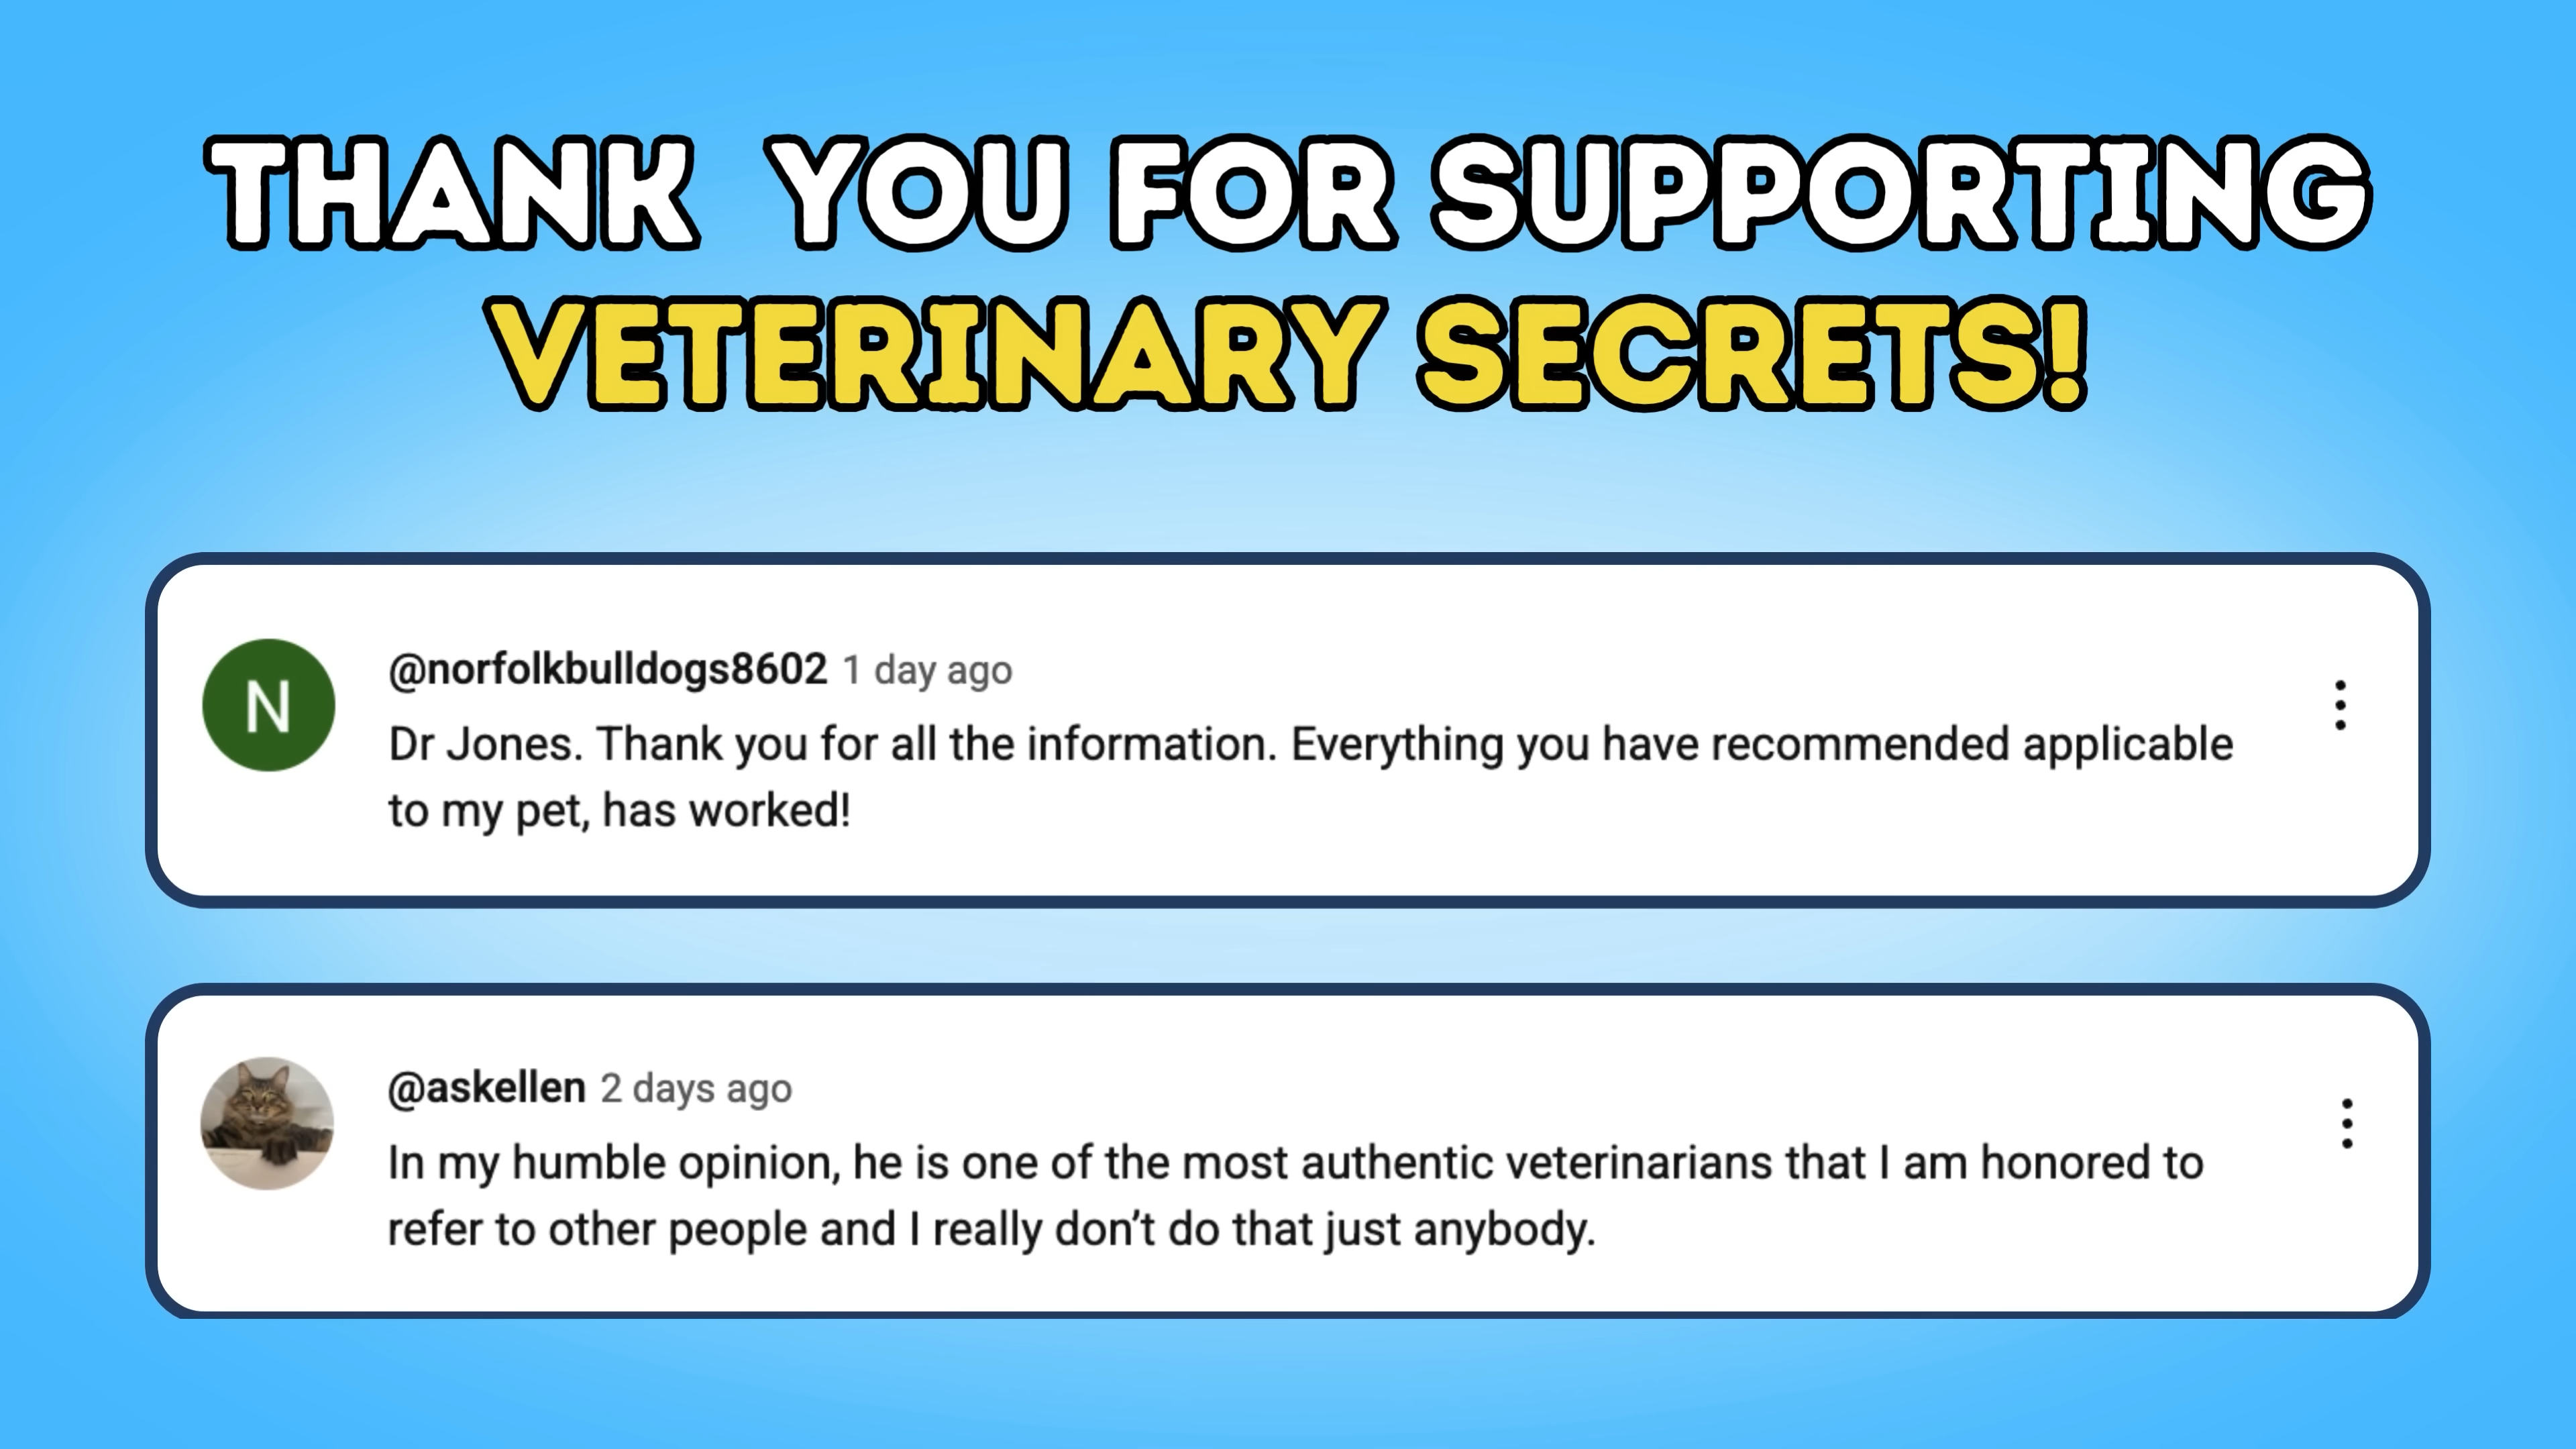 THANK YOU FOR SUPPORTING
VETERINARY SECRETS!
N
@norfolkbulldogs8602 1 day ago
Dr Jones. Thank you for all the information. Everything you have recommended applicable
to my pet, has worked!
@askellen 2 days ago
In my humble opinion, he is one of the most authentic veterinarians that I am honored to
refer to other people and I really don’t do that just anybody.